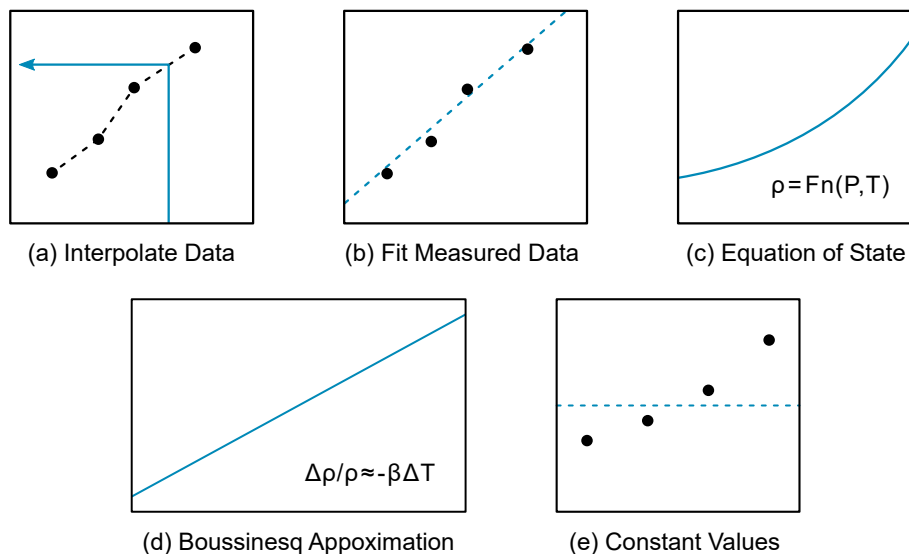 ρ=Fn(P,T)
(a) Interpolate Data
(b) Fit Measured Data
(c) Equation of State
Δρ/ρ≈-βΔT
(d) Boussinesq Appoximation
(e) Constant Values